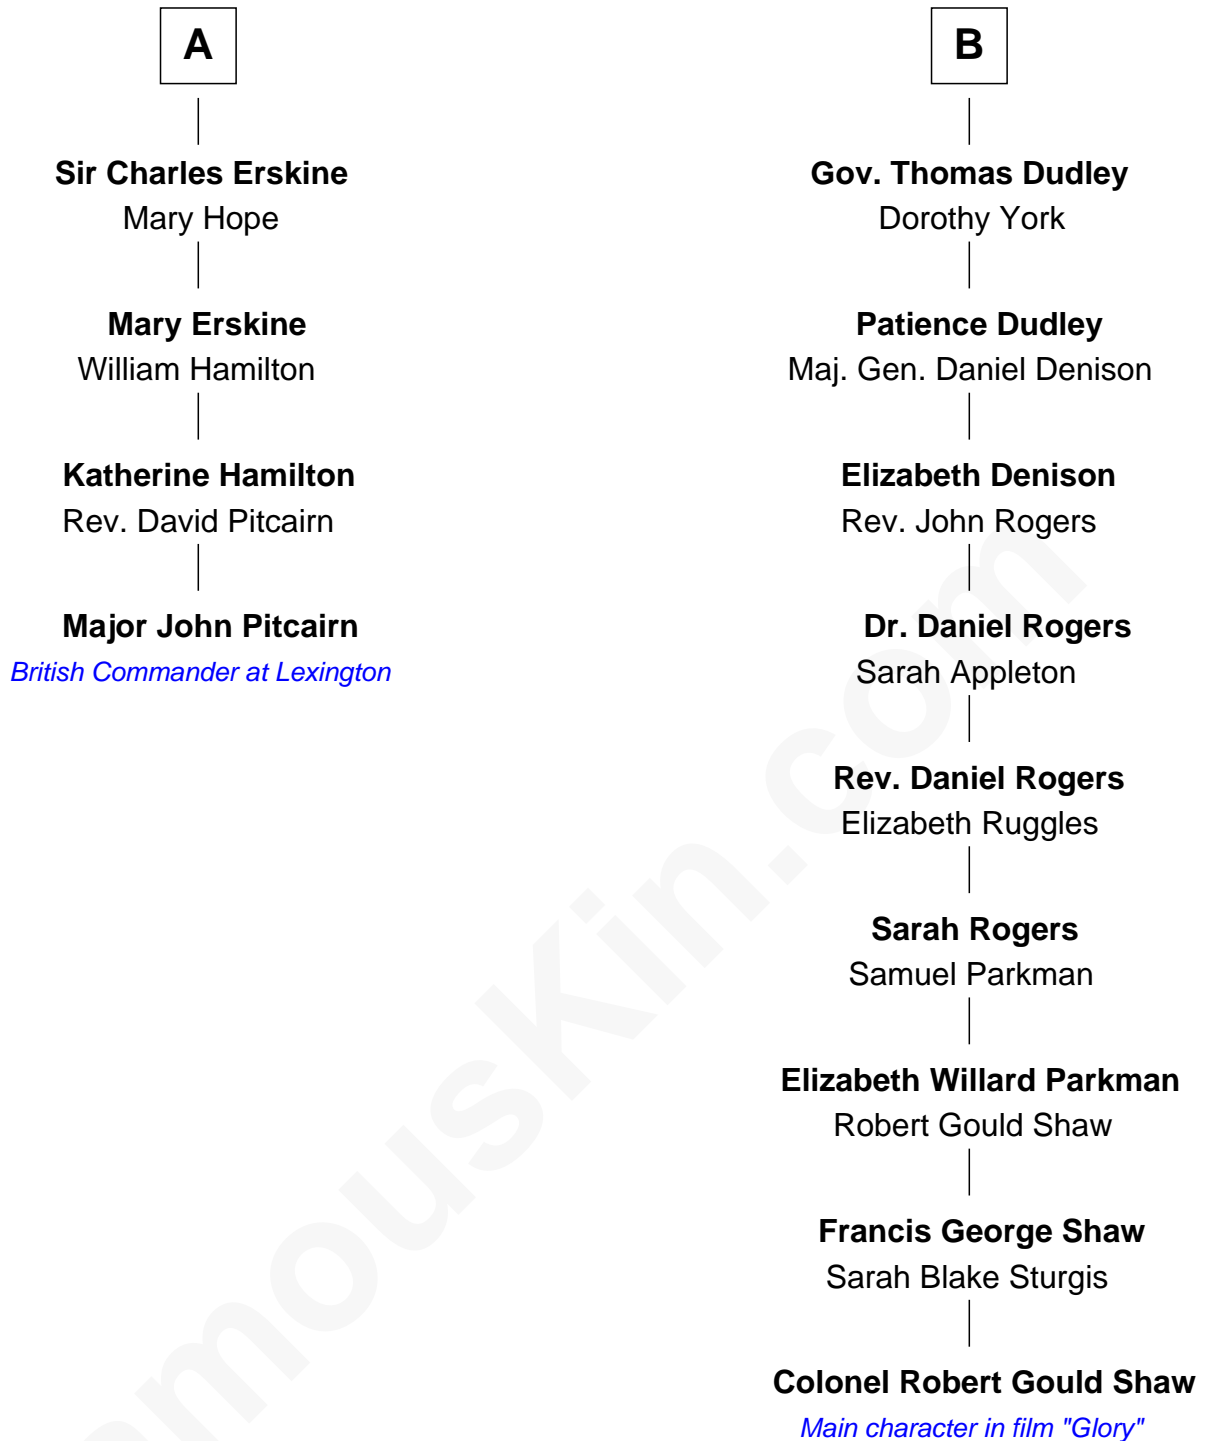 A
Sir Charles Erskine
Mary Hope
Mary Erskine
William Hamilton
Katherine Hamilton
Rev. David Pitcairn
Major John Pitcairn
British Commander at Lexington
B
Gov. Thomas Dudley
Dorothy York
Patience Dudley
Maj. Gen. Daniel Denison
Elizabeth Denison
Rev. John Rogers
Dr. Daniel Rogers
Sarah Appleton
Rev. Daniel Rogers
Elizabeth Ruggles
Sarah Rogers
Samuel Parkman
Elizabeth Willard Parkman
Robert Gould Shaw
Francis George Shaw
Sarah Blake Sturgis
Colonel Robert Gould Shaw
Main character in film "Glory"
amousKin.com